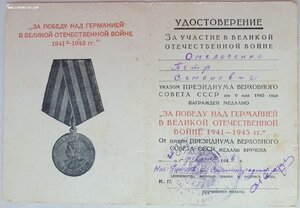 "ЗА ПОБЕДУ НАД ГЕРМАНИЕЙ
В ВЕЛИКОЙ ОТЕЧЕСТВЕННОЙ ВОЙНЕ
1941-1945 гг."
УДОСТОВЕРЕНИЕ
ЗА УЧАСТИЕ В ВЕЛИКОЙ
ОТЕЧЕСТВЕННОЙ ВОЙНЕ
Петр
Семенович
УКАЗОМ ПРЕЗИДИУМА ВЕРХОВНОГО
СОВЕТА СССР от 9 мая 1945 года
НАГРАЖДЕН МЕДАЛЬЮ
"ЗА ПОБЕДУ НАД ГЕРМАНИЕЙ
В ВЕЛИКОЙ ОТЕЧЕСТВЕННОЙ
ВОЙНЕ 1941—1945 гг."
От имени ПРЕЗИДИУМА ВЕРХОВНОГО
СОВЕТА СССР МЕДАЛЬ ВРУЧЕНА